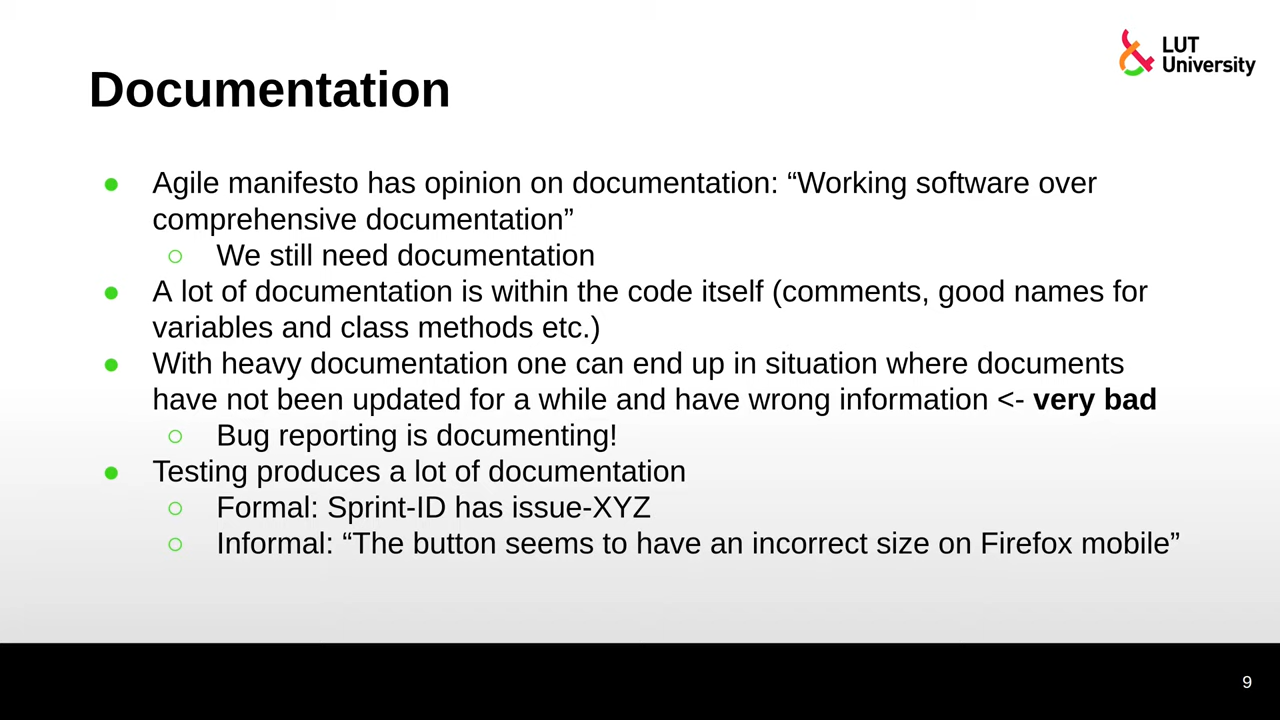 LUT
University
Documentation
● Agile manifesto has opinion on documentation: “Working software over
comprehensive documentation”
○ We still need documentation
● A lot of documentation is within the code itself (comments, good names for
variables and class methods etc.)
● With heavy documentation one can end up in situation where documents
have not been updated for a while and have wrong information <- very bad
○ Bug reporting is documenting!
● Testing produces a lot of documentation
○ Formal: Sprint-ID has issue-XYZ
○ Informal: “The button seems to have an incorrect size on Firefox mobile”
9